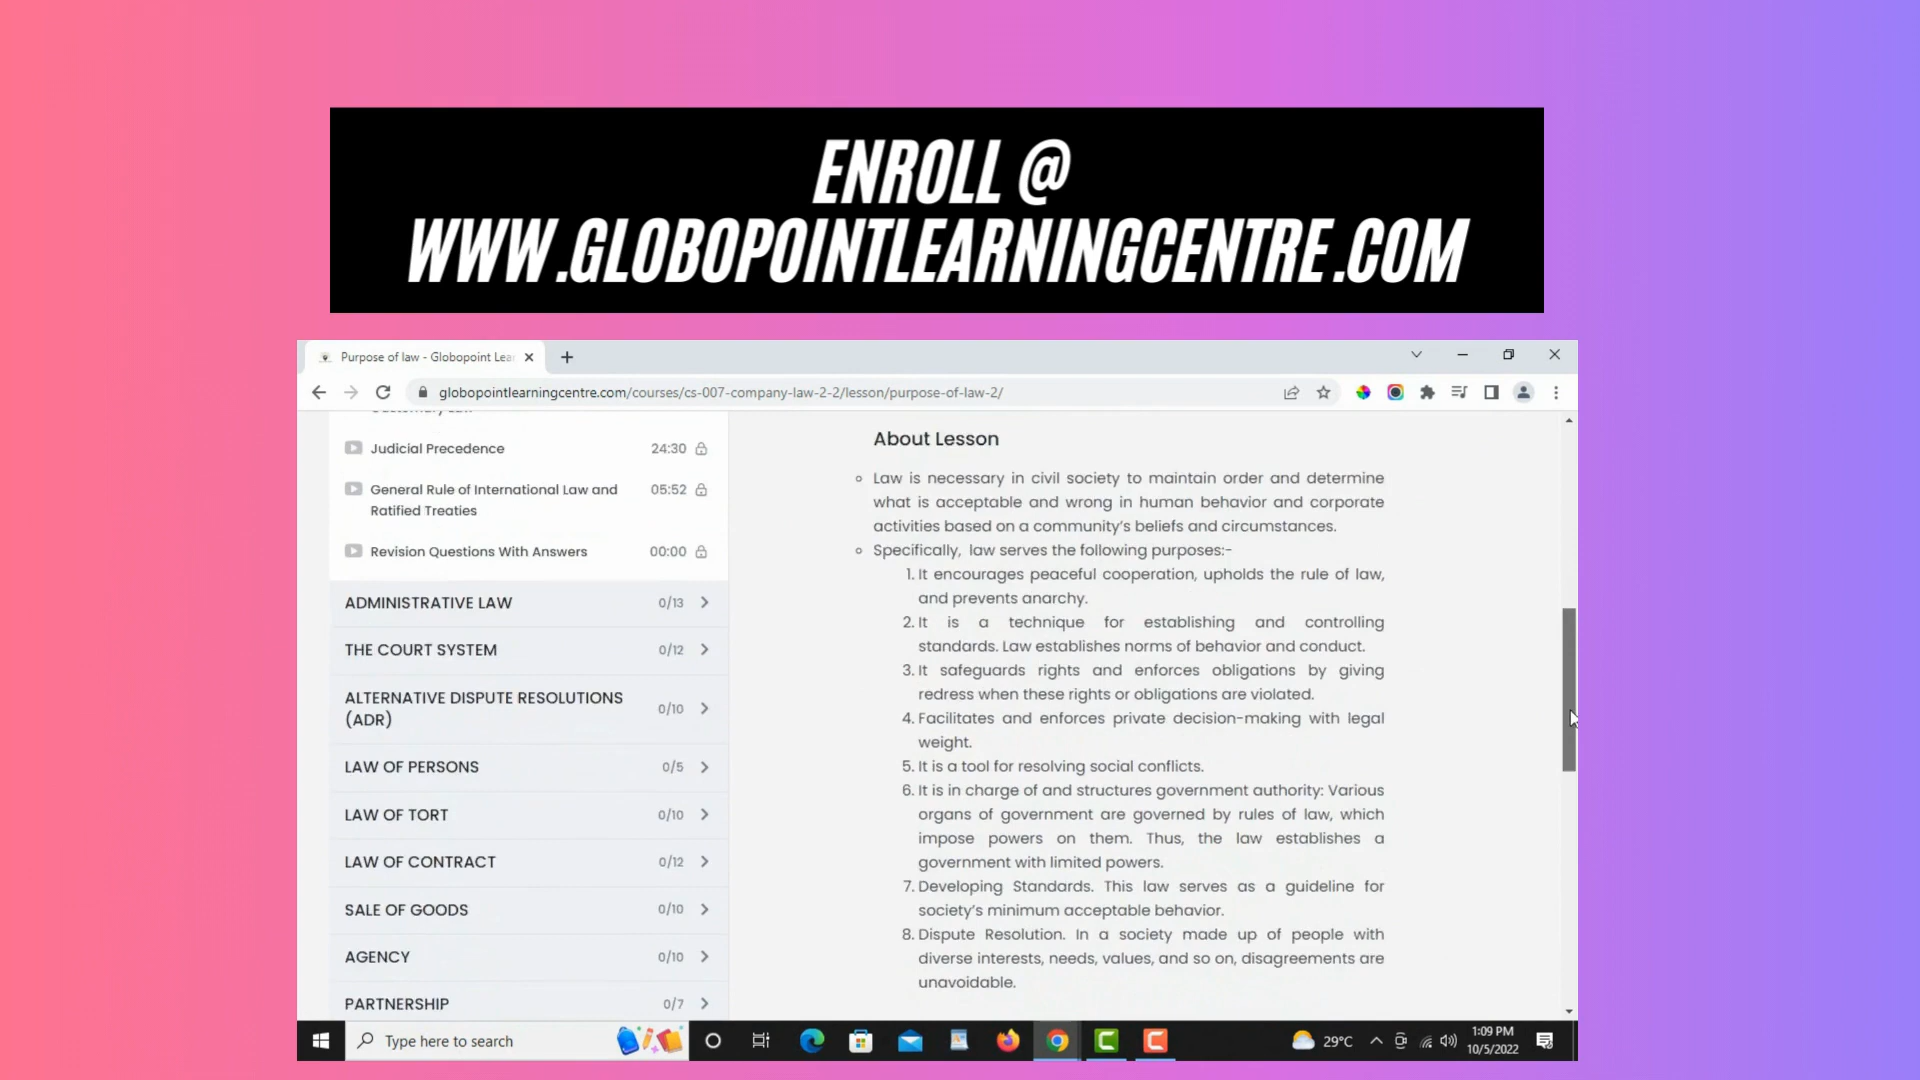 ENROLL @
WWW.GLOBOPOINTLEARNINGCENTRE.COM
Purpose of law - Globopoint Lea
globopointlearningcentre.com/courses/cs-007-company-law-2-2/lesson/purpose-of-law-2/
Judicial Precedence 24:30
General Rule of International Law and 05:52
Ratified Treaties
Revision Questions With Answers 00:00
ADMINISTRATIVE LAW 0/13
THE COURT SYSTEM 0/12
ALTERNATIVE DISPUTE RESOLUTIONS
(ADR) 0/10
LAW OF PERSONS 0/5
LAW OF TORT 0/10
LAW OF CONTRACT 0/12
SALE OF GOODS 0/10
AGENCY 0/10
PARTNERSHIP 0/7
About Lesson
Law is necessary in civil society to maintain order and determine
what is acceptable and wrong in human behavior and corporate
activities based on a community's beliefs and circumstances.
Specifically, law serves the following purposes:-
1. It encourages peaceful cooperation, upholds the rule of law,
and prevents anarchy.
2. It is a technique for establishing and controlling
standards. Law establishes norms of behavior and conduct.
3. It safeguards rights and enforces obligations by giving
redress when these rights or obligations are violated.
4. Facilitates and enforces private decision-making with legal
weight.
5. It is a tool for resolving social conflicts.
6. It is in charge of and structures government authority: Various
organs of government are governed by rules of law, which
impose powers on them. Thus, the law establishes a
government with limited powers.
7. Developing Standards. This law serves as a guideline for
society's minimum acceptable behavior.
8. Dispute Resolution. In a society made up of people with
diverse interests, needs, values, and so on, disagreements are
unavoidable.
Type here to search
29°C
1:09 PM
10/5/2022